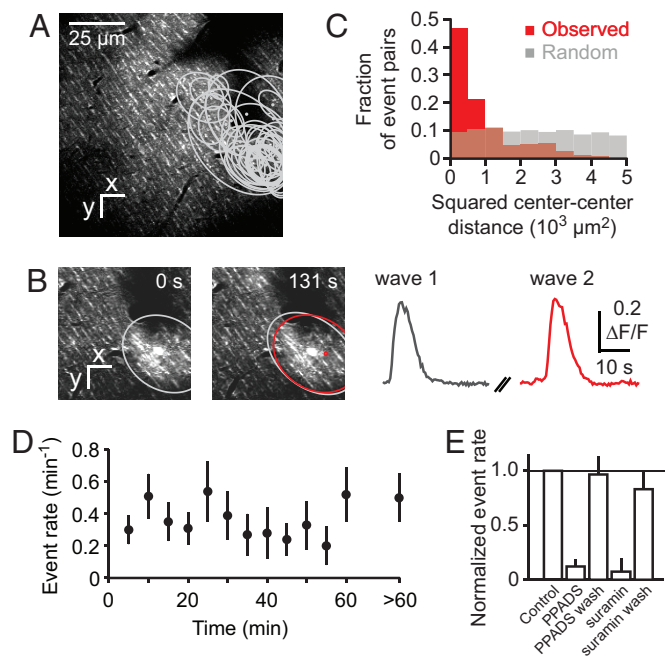 A
25 µm
x
y
C
Observed
Random
Fraction
of event pairs
0.5
0.4
0.3
0.2
0.1
0
0 1 2 3 4 5
Squared center-center
distance (10³ µm²)
B
0 s
131 s
x
y
wave 1
wave 2
0.2
ΔF/F
10 s
D
Event rate (min⁻¹)
0.8
0.6
0.4
0.2
0
0 20 40 60 >60
Time (min)
E
Normalized event rate
1.0
0.5
0
Control
PPADS
PPADS wash
suramin
suramin wash